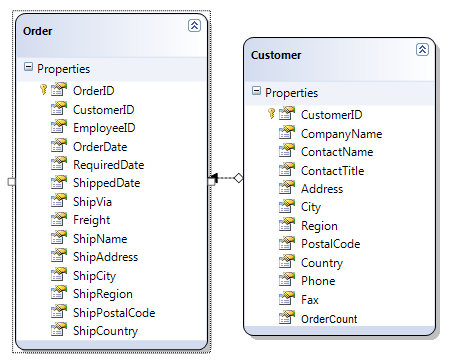 Order
Properties
OrderID
CustomerID
EmployeeID
OrderDate
RequiredDate
ShippedDate
ShipVia
Freight
ShipName
ShipAddress
ShipCity
ShipRegion
ShipPostalCode
ShipCountry
Customer
Properties
CustomerID
CompanyName
ContactName
ContactTitle
Address
City
Region
PostalCode
Country
Phone
Fax
OrderCount